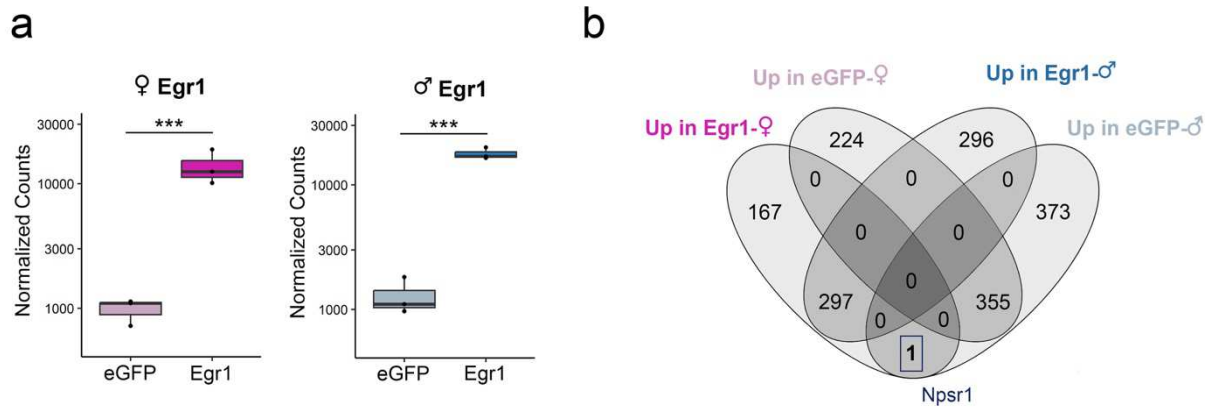 a
♀ Egr1
Normalized Counts
30000
10000
3000
1000
***
eGFP
Egr1
♂ Egr1
Normalized Counts
30000
10000
3000
1000
***
eGFP
Egr1
b
Up in eGFP-♀
Up in Egr1-♂
Up in Egr1-♀
Up in eGFP-♂
224
296
0
0
0
167
373
0
0
0
297
355
0
0
1
Npsr1